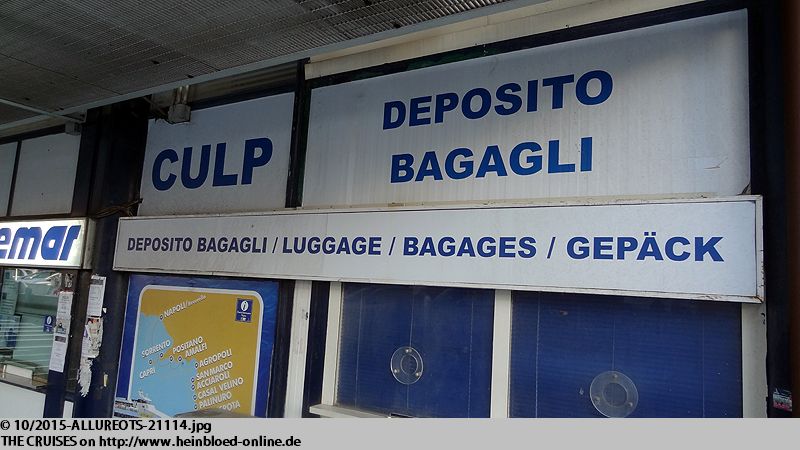 CULP
DEPOSITO
BAGAGLI
emar
DEPOSITO BAGAGLI / LUGGAGE / BAGAGES / GEPÄCK
NAPOLI/Beverello
SORRENTO
POSITANO
AMALFI
CAPRI
AGROPOLI
SAN MARCO
ACCIAROLI
CASAL VELINO
PALINURO
© 10/2015-ALLUREOTS-21114.jpg
THE CRUISES on http://www.heinbloed-online.de